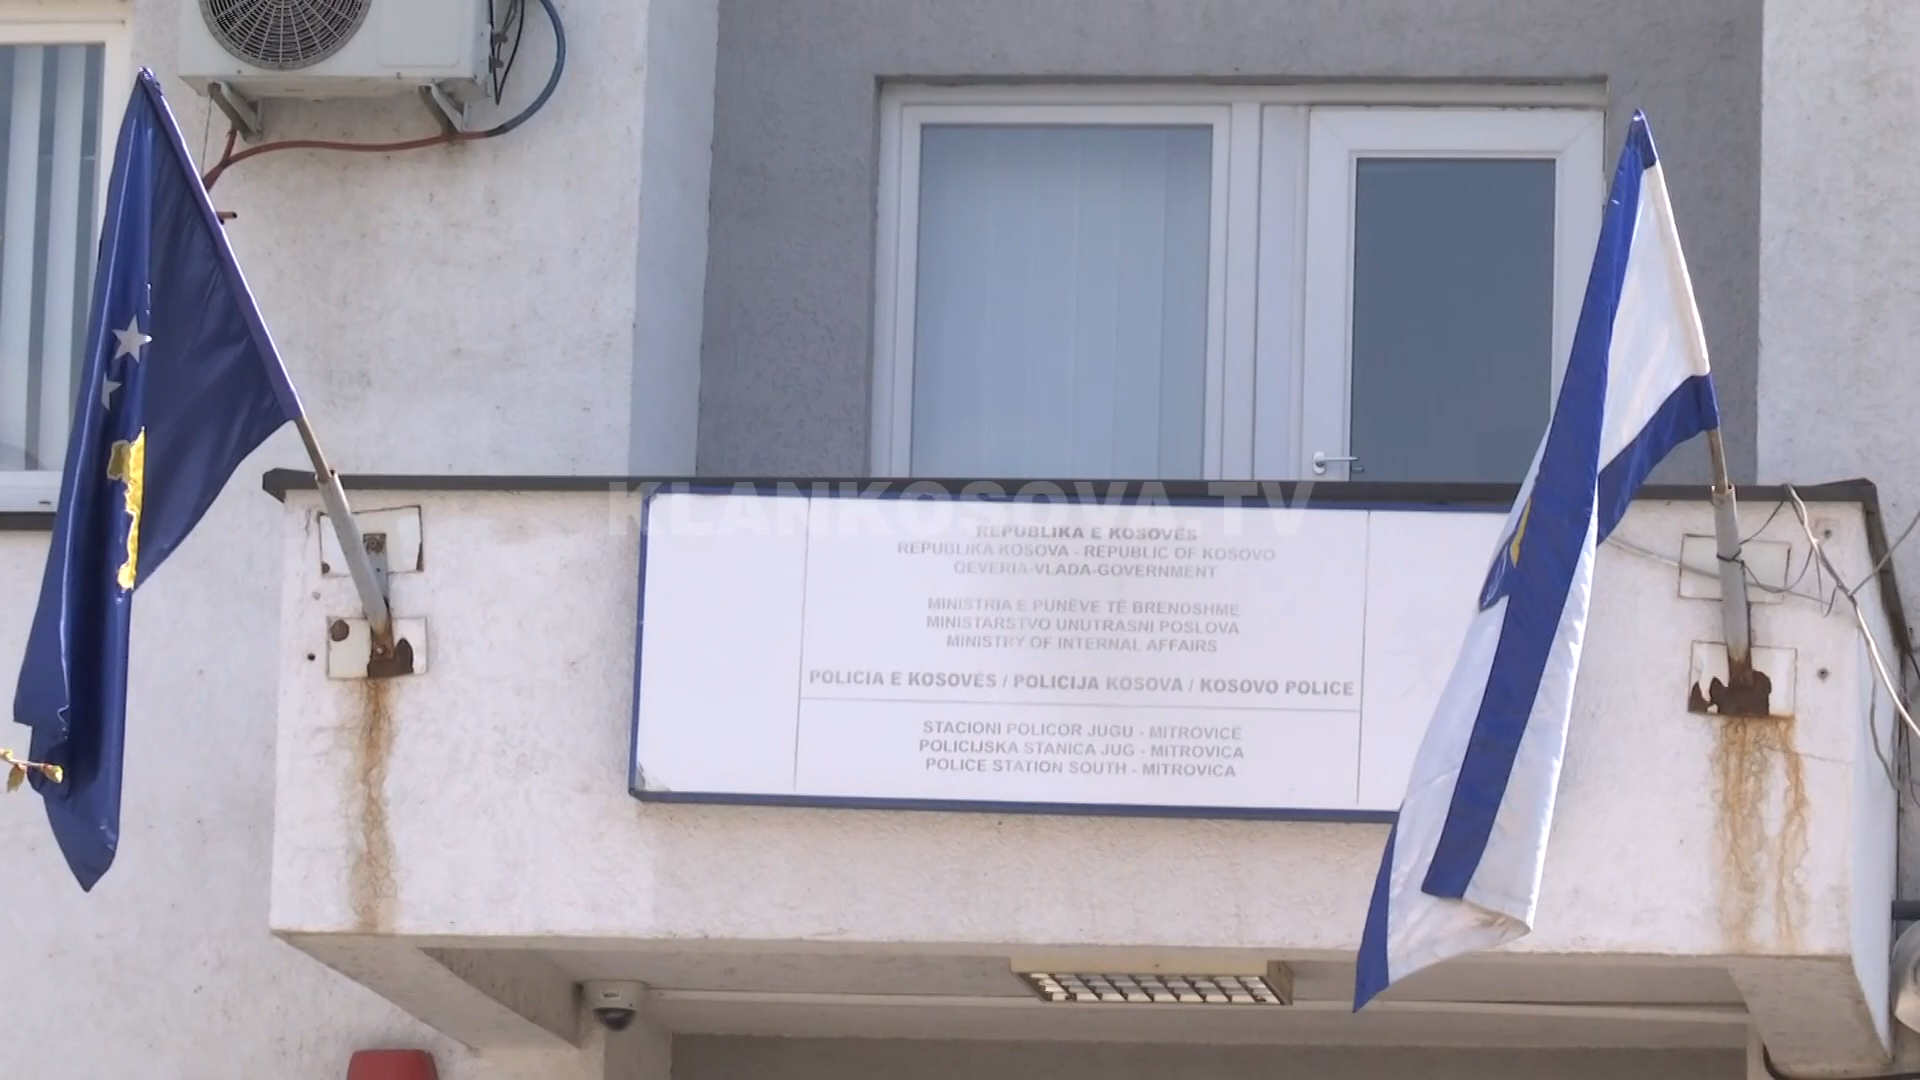 KLANKOSOVA.TV
REPUBLIKA E KOSOVËS
REPUBLIKA KOSOVA - REPUBLIC OF KOSOVO
QEVERIA-VLADA-GOVERNMENT
MINISTRIA E PUNËVE TË BRENDSHME
MINISTARSTVO UNUTRASNI POSLOVA
MINISTRY OF INTERNAL AFFAIRS
POLICIA E KOSOVËS / POLICIJA KOSOVA / KOSOVO POLICE
STACIONI POLICOR JUGU - MITROVICË
POLICIJSKA STANICA JUG - MITROVICA
POLICE STATION SOUTH - MITROVICA